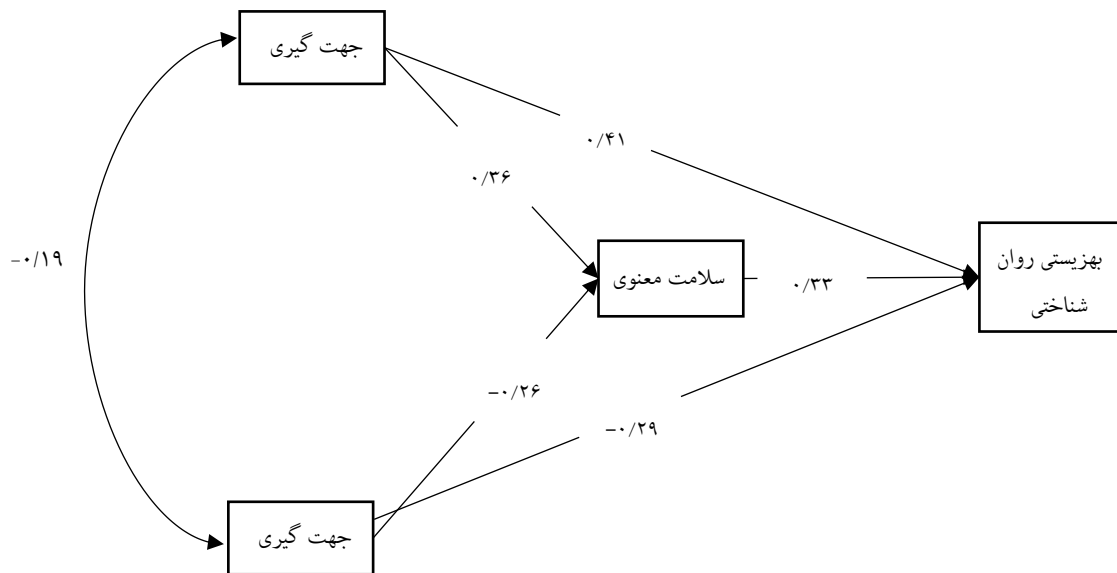 جهت گیری
۰/۴۱
۰/۳۶
-۰/۱۹
سلامت معنوی
۰/۳۳
بهزیستی روان
شناختی
-۰/۲۶
-۰/۲۹
جهت گیری